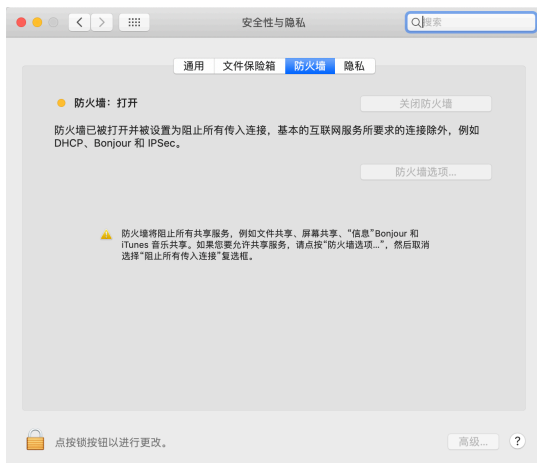 安全性与隐私
搜索
通用 文件保险箱 防火墙 隐私
防火墙：打开
关闭防火墙
防火墙已被打开并被设置为阻止所有传入连接，基本的互联网服务所要求的连接除外，例如
DHCP、Bonjour 和 IPSec。
防火墙选项...
防火墙将阻止所有共享服务，例如文件共享、屏幕共享、“信息”Bonjour 和
iTunes 音乐共享。如果您要允许共享服务，请点按“防火墙选项...”，然后取消
选择“阻止所有传入连接”复选框。
点按锁按钮以进行更改。
高级... ?